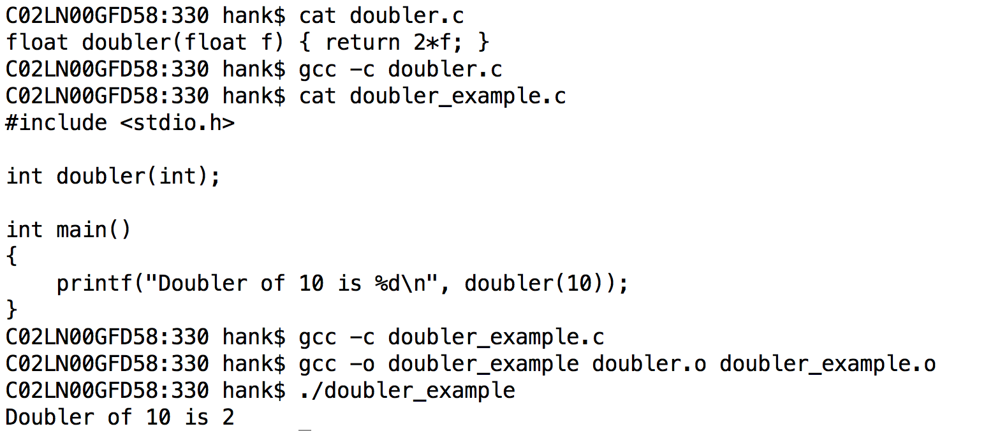 C02LN00GFD58:330 hank$ cat doubler.c
float doubler(float f) { return 2*f; }
C02LN00GFD58:330 hank$ gcc -c doubler.c
C02LN00GFD58:330 hank$ cat doubler_example.c
#include <stdio.h>

int doubler(int);

int main()
{
    printf("Doubler of 10 is %d\n", doubler(10));
}
C02LN00GFD58:330 hank$ gcc -c doubler_example.c
C02LN00GFD58:330 hank$ gcc -o doubler_example doubler.o doubler_example.o
C02LN00GFD58:330 hank$ ./doubler_example
Doubler of 10 is 2